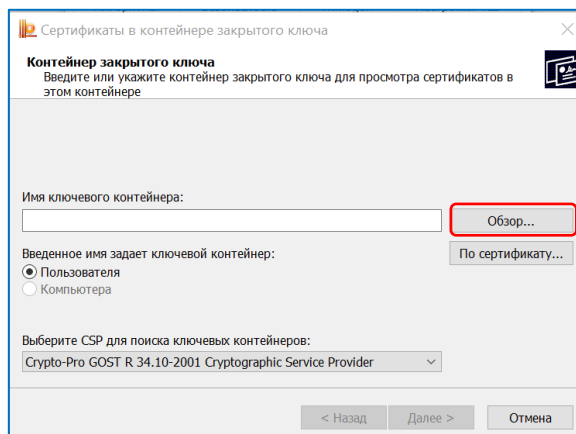 Сертификаты в контейнере закрытого ключа
Контейнер закрытого ключа
Введите или укажите контейнер закрытого ключа для просмотра сертификатов в
этом контейнере
Имя ключевого контейнера:
Обзор...
Введенное имя задает ключевой контейнер:
По сертификату...
Пользователя
Компьютера
Выберите CSP для поиска ключевых контейнеров:
Crypto-Pro GOST R 34.10-2001 Cryptographic Service Provider
< Назад
Далее >
Отмена